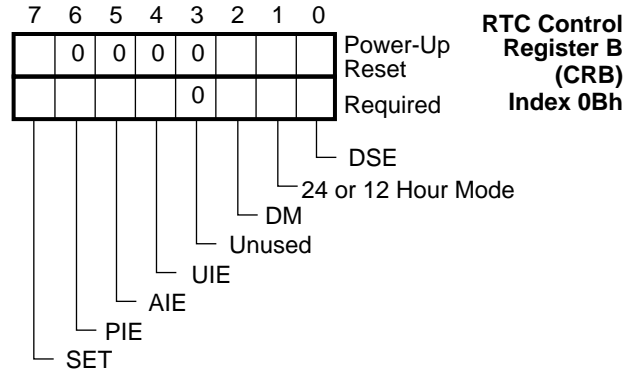 7 6 5 4 3 2 1 0
RTC Control
Register B
(CRB)
Index 0Bh
0 0 0 0
Power-Up
Reset
0
Required
DSE
24 or 12 Hour Mode
DM
Unused
UIE
AIE
PIE
SET